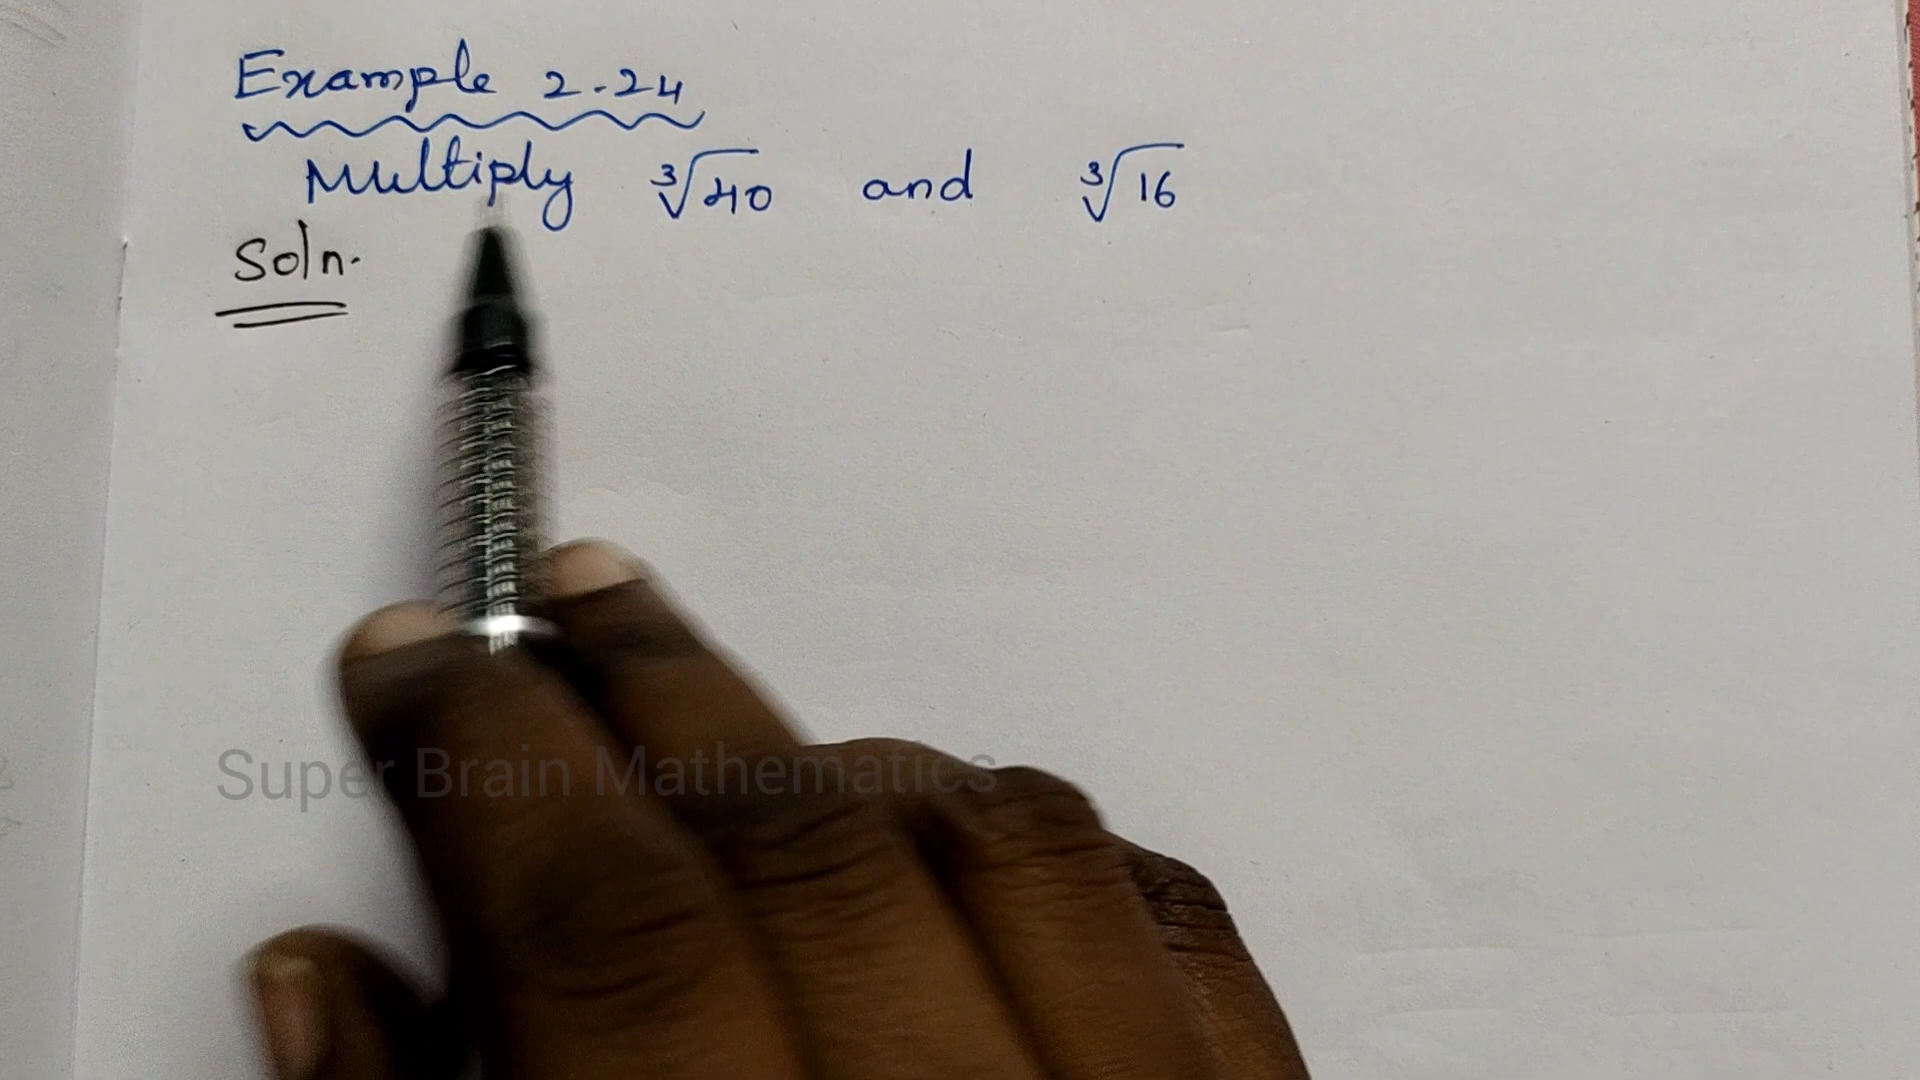 Example 2.24
Multiply ∛40 and ∛16
Soln.
Super Brain Mathematics